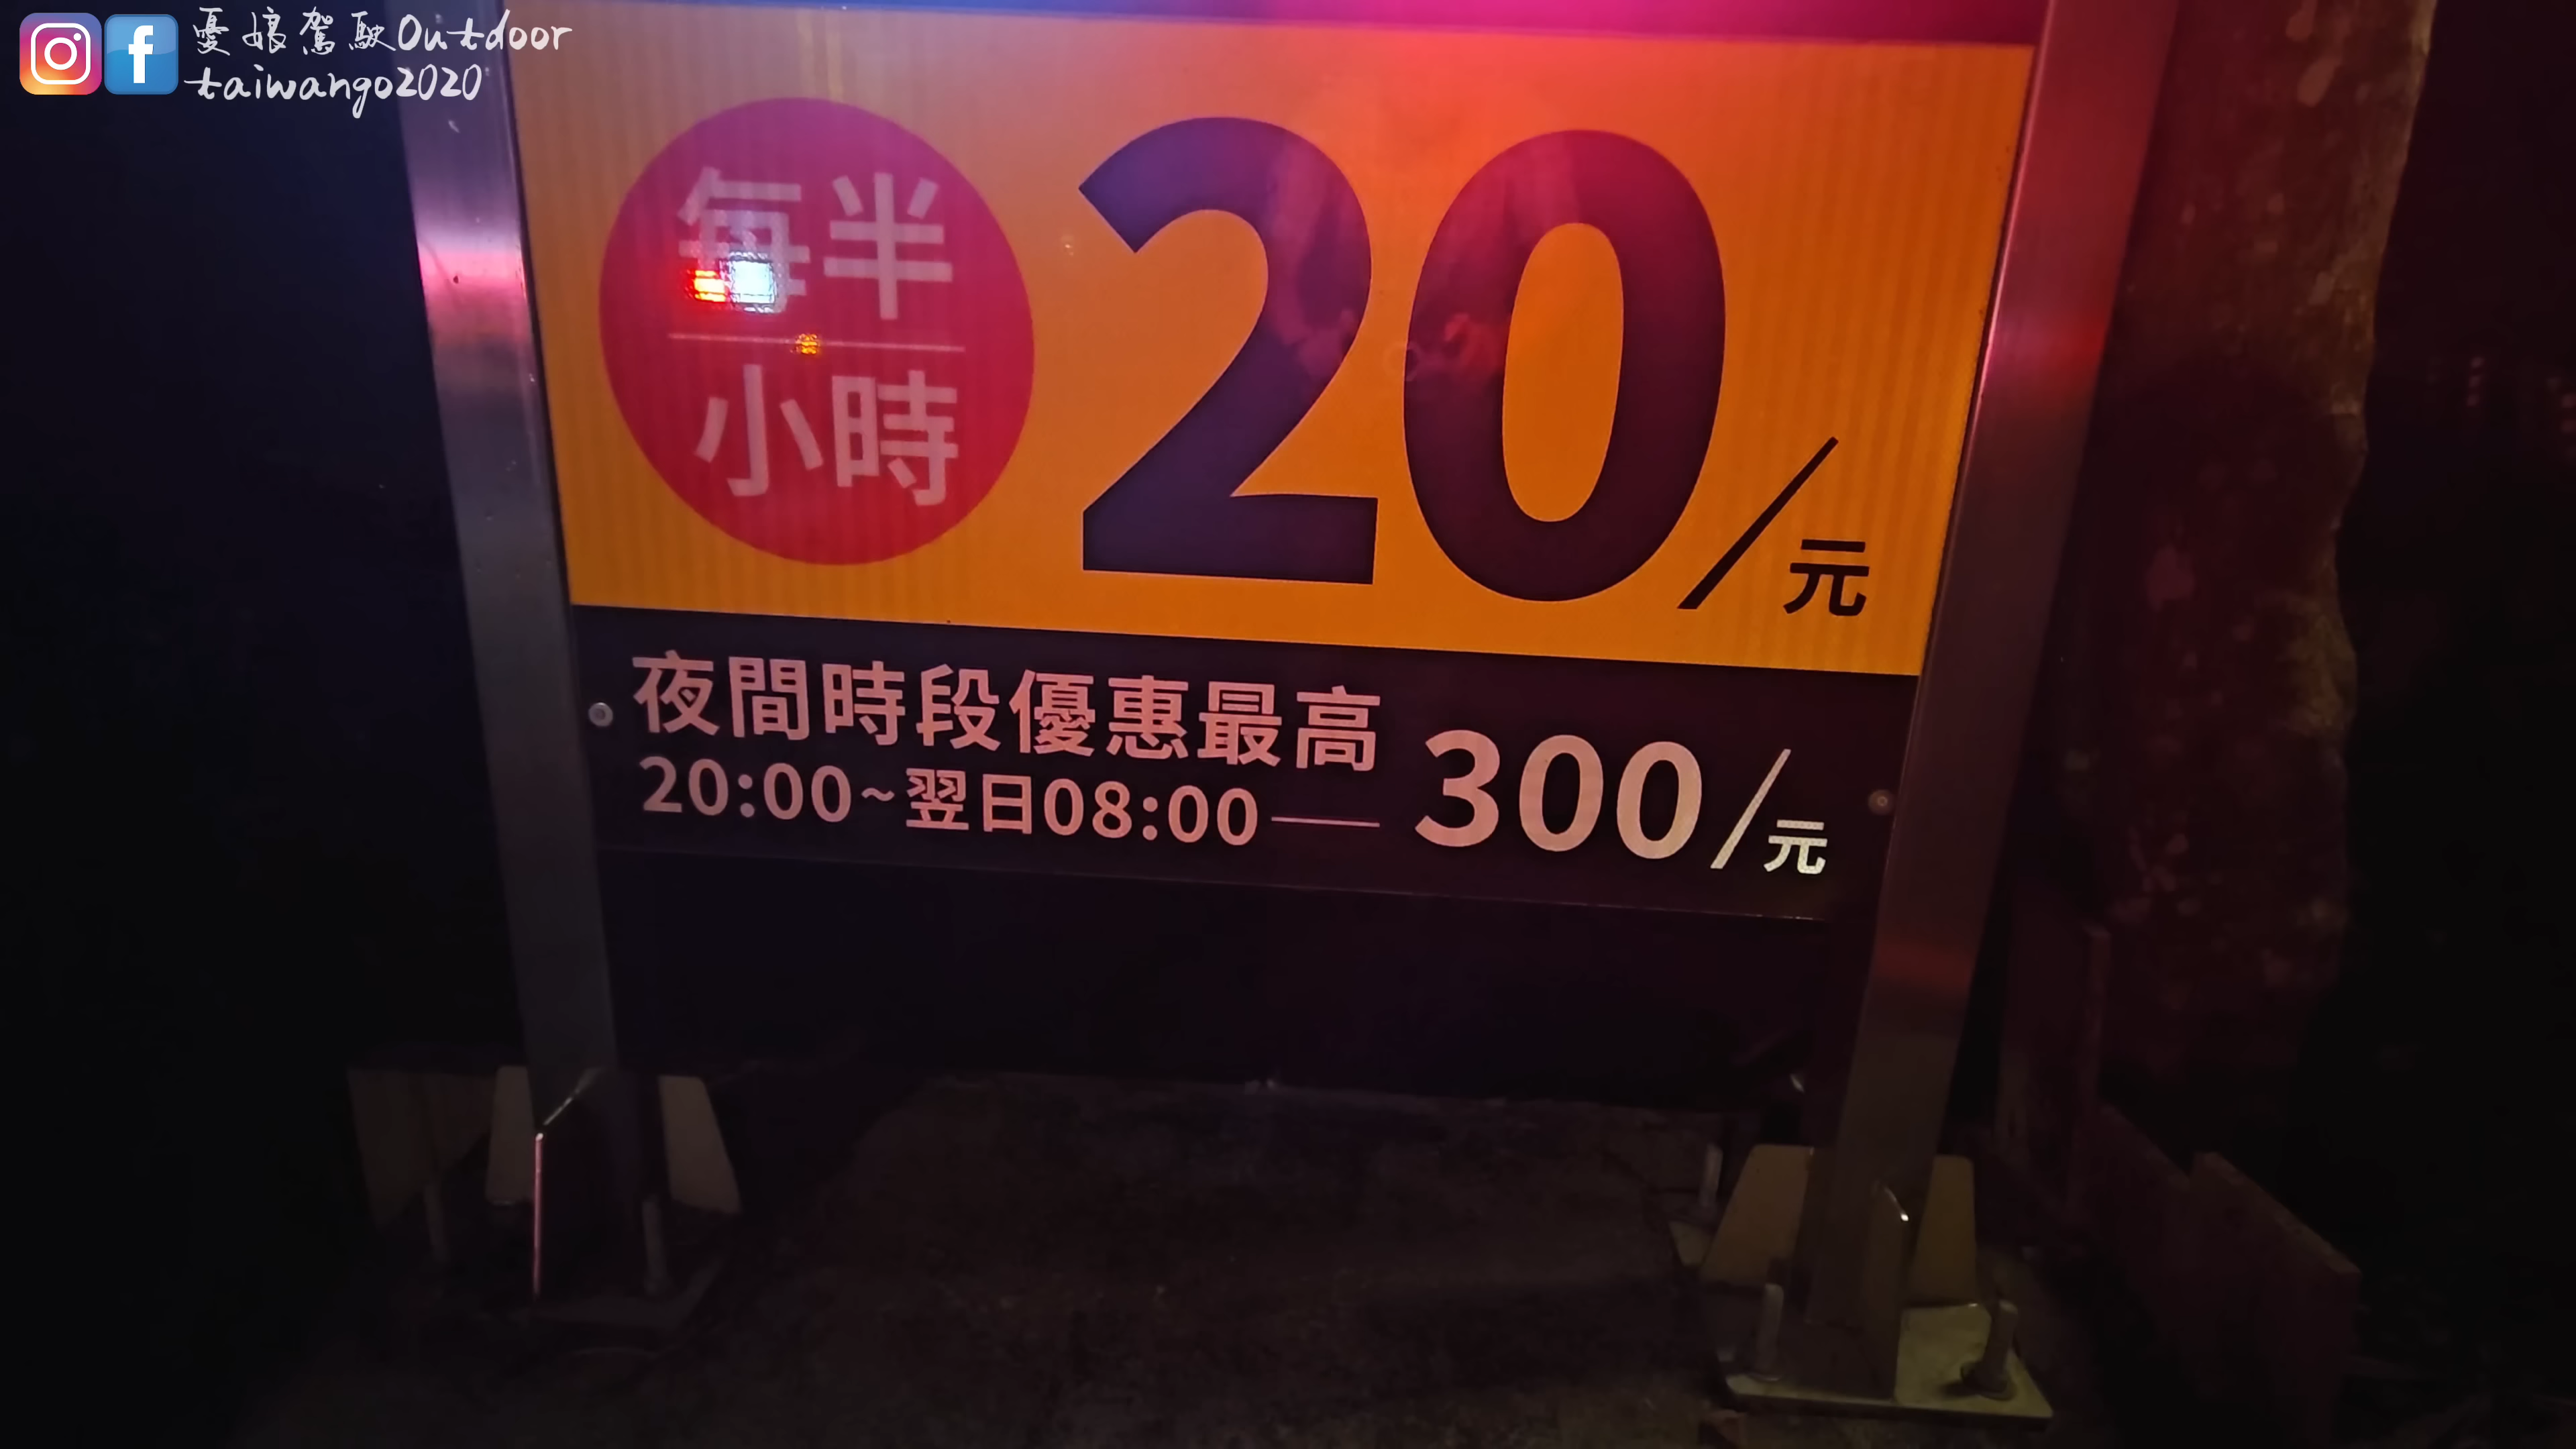 憂娘駕駛Outdoor
taiwango2020
每半
小時
20/元
夜間時段優惠最高
20:00~翌日08:00—300/元